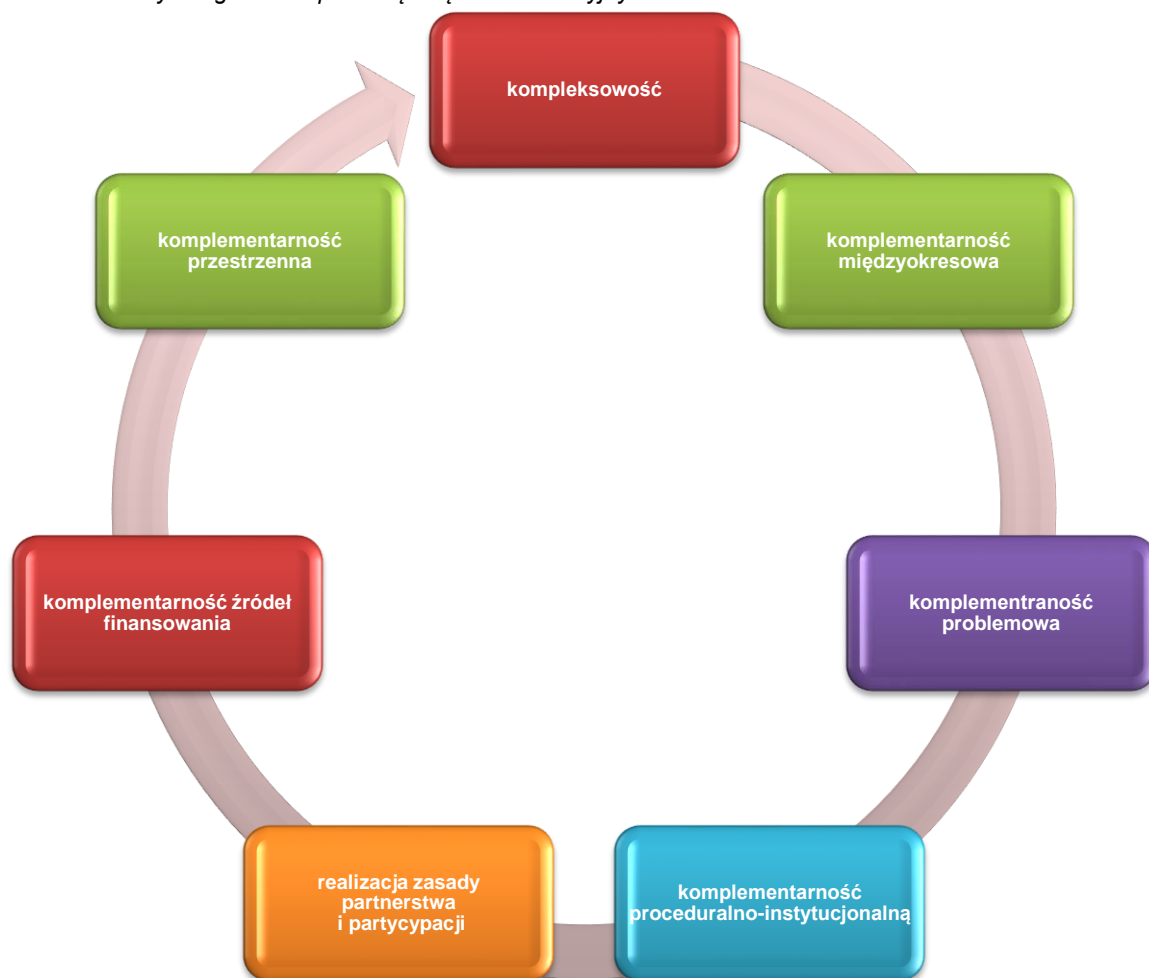 kompleksowość
komplementarność
międzyokresowa
komplementraność
problemowa
komplementarność
proceduralno-instytucjonalną
realizacja zasady
partnerstwa
i partycypacji
komplementarność źródeł
finansowania
komplementarność
przestrzenna